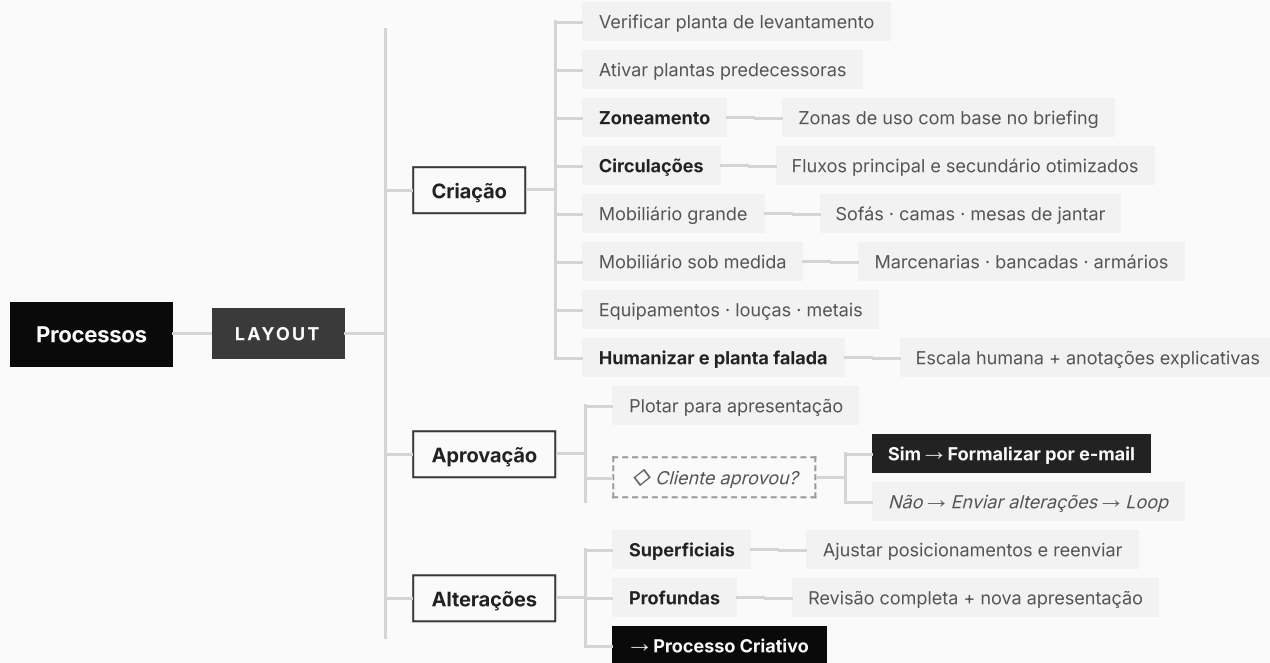 Processos
LAYOUT
Criação
Verificar planta de levantamento
Ativar plantas predecessoras
Zoneamento
Zonas de uso com base no briefing
Circulações
Fluxos principal e secundário otimizados
Mobiliário grande
Sofás · camas · mesas de jantar
Mobiliário sob medida
Marcenarias · bancadas · armários
Equipamentos · louças · metais
Humanizar e planta falada
Escala humana + anotações explicativas
Aprovação
Plotar para apresentação
◇ Cliente aprovou?
Sim → Formalizar por e-mail
Não → Enviar alterações → Loop
Alterações
Superficiais
Ajustar posicionamentos e reenviar
Profundas
Revisão completa + nova apresentação
→ Processo Criativo